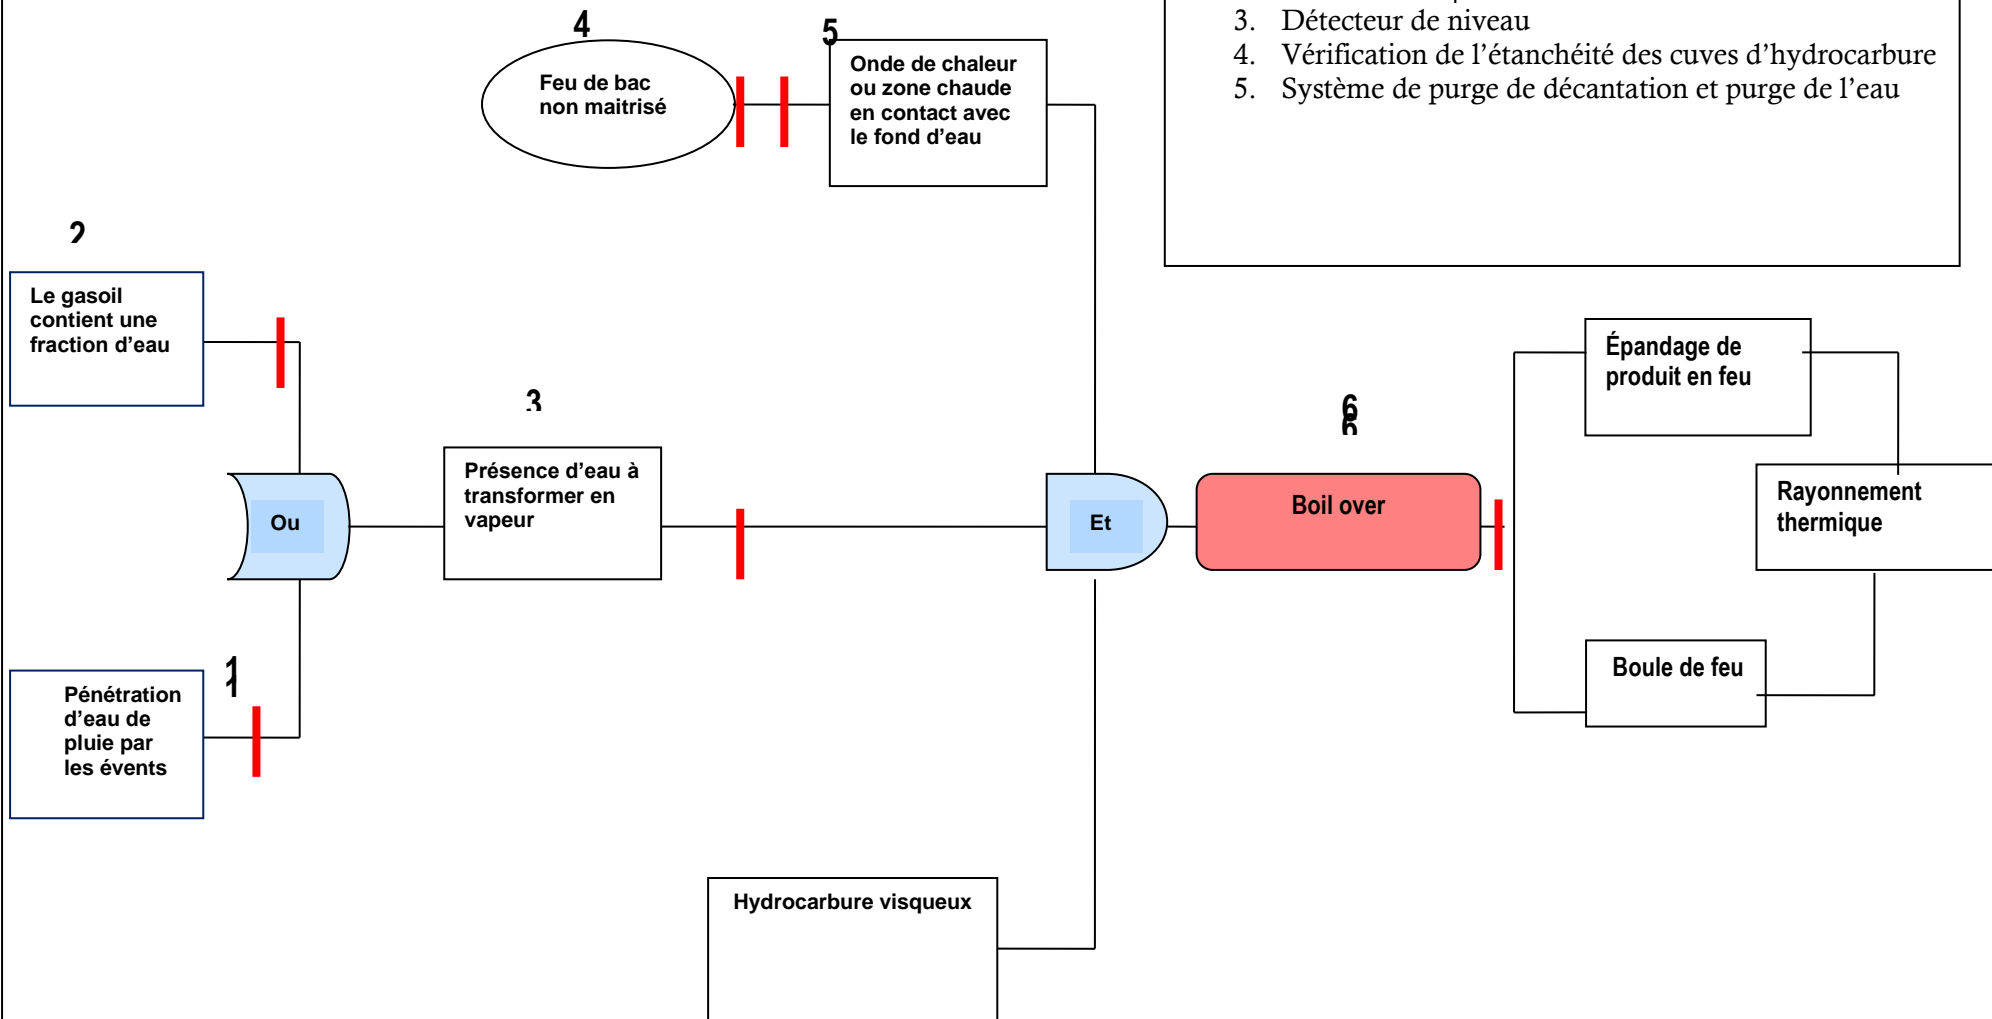 4
5
3. Détecteur de niveau
4. Vérification de l'étanchéité des cuves d'hydrocarbure
5. Système de purge de décantation et purge de l'eau
Feu de bac
non maitrisé
Onde de chaleur
ou zone chaude
en contact avec
le fond d'eau
2
Le gasoil
contient une
fraction d'eau
3
Présence d'eau à
transformer en
vapeur
Ou
1
1
Pénétration
d'eau de
pluie par
les évents
Hydrocarbure visqueux
Et
6
6
Boil over
Épandage de
produit en feu
Rayonnement
thermique
Boule de feu